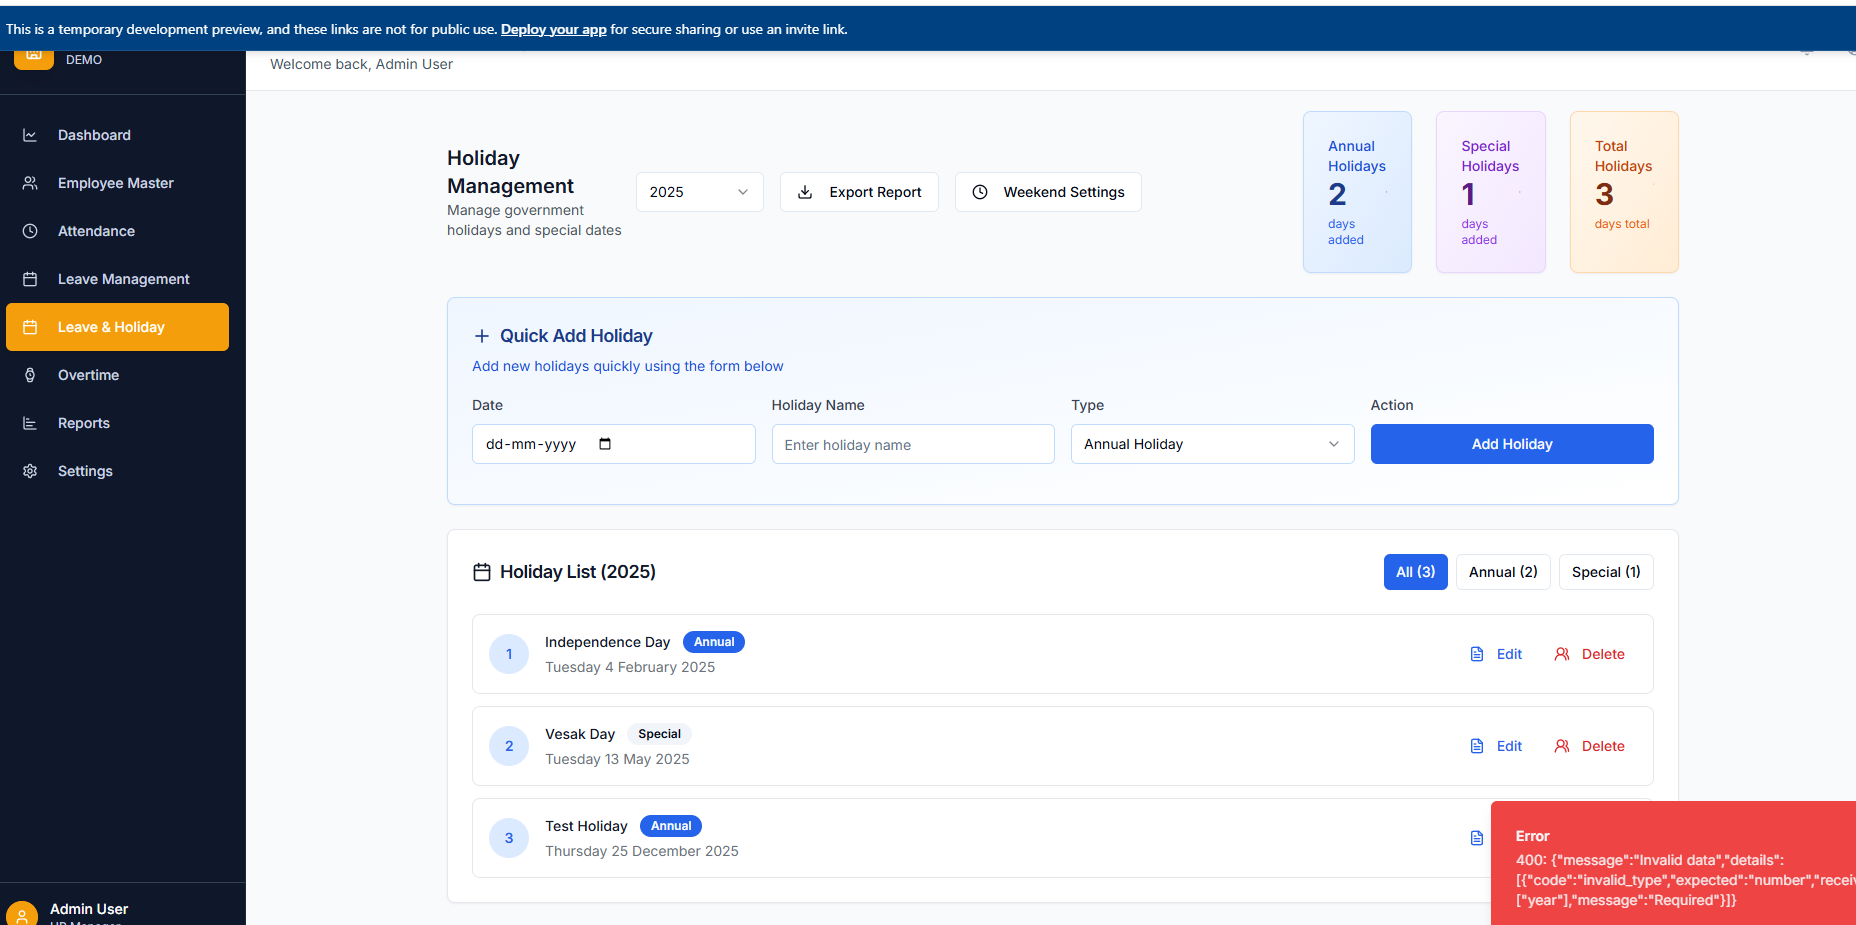 This is a temporary development preview, and these links are not for public use. Deploy your app for secure sharing or use an invite link.
DEMO
Welcome back, Admin User
Dashboard
Employee Master
Attendance
Leave Management
Leave & Holiday
Overtime
Reports
Settings
Admin User
HR Manager
Holiday
Management
Manage government
holidays and special dates
2025
Export Report
Weekend Settings
Annual
Holidays
2
days
added
Special
Holidays
1
days
added
Total
Holidays
3
days total
Quick Add Holiday
Add new holidays quickly using the form below
Date
Holiday Name
Type
Action
dd-mm-yyyy
Enter holiday name
Annual Holiday
Add Holiday
Holiday List (2025)
All (3)
Annual (2)
Special (1)
1
Independence Day
Annual
Tuesday 4 February 2025
Edit
Delete
2
Vesak Day
Special
Tuesday 13 May 2025
Edit
Delete
3
Test Holiday
Annual
Thursday 25 December 2025
Error
400: {"message":"Invalid data","details":
[{"code":"invalid_type","expected":"number","recei
["year"],"message":"Required"}]}